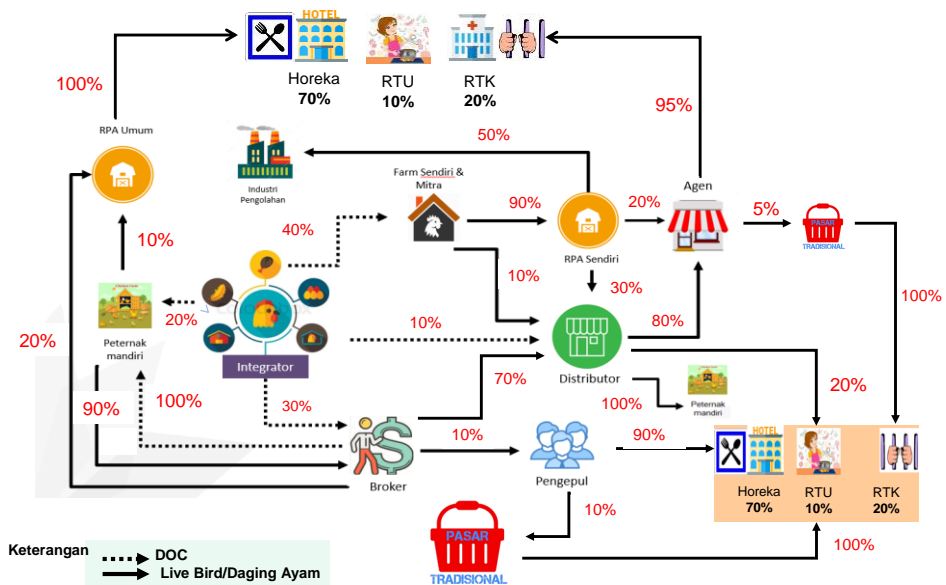 HOTEL
Horeka
70%
RTU
10%
RTK
20%
100%
RPA Umum
50%
95%
Industri
Pengolahan
Farm Sendiri &
Mitra
Agen
40%
90%
20%
5%
PASAR
TRADISIONAL
10%
RPA Sendiri
10%
30%
100%
20%
10%
80%
Peternak
mandiri
20%
Integrator
70%
Distributor
20%
90%
100%
30%
100%
Peternak
mandiri
10%
90%
HOTEL
Broker
Pengepul
Horeka
70%
RTU
10%
RTK
20%
10%
PASAR
TRADISIONAL
100%
Keterangan
DOC
Live Bird/Daging Ayam